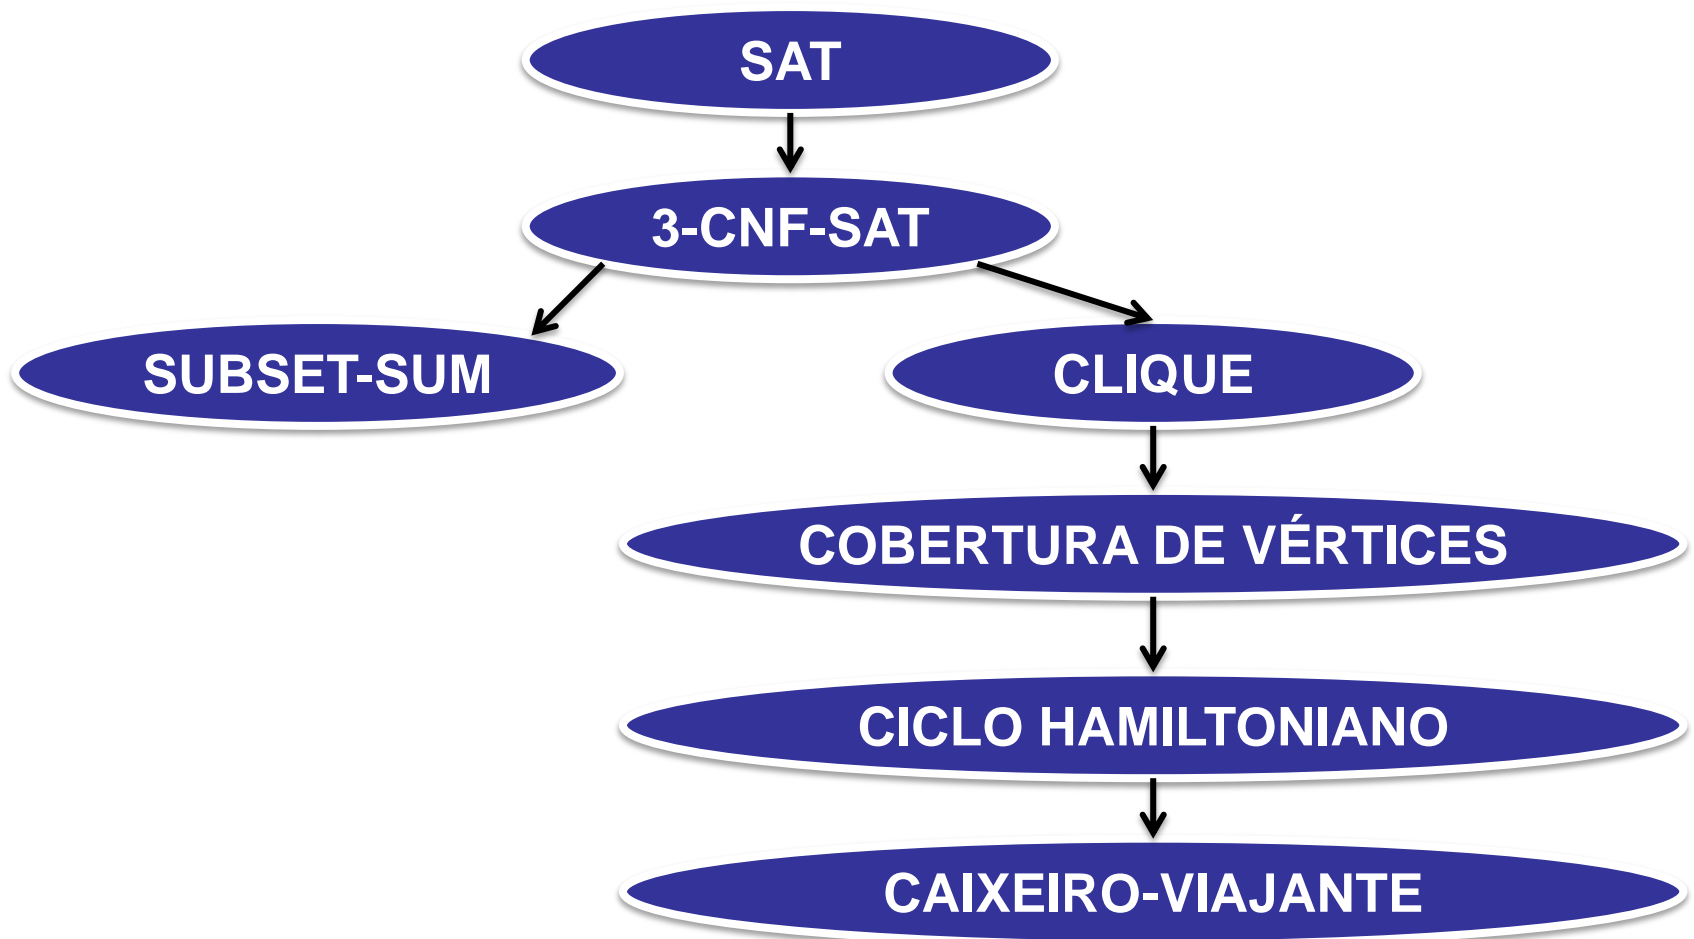 SAT
3-CNF-SAT
SUBSET-SUM
CLIQUE
COBERTURA DE VÉRTICES
CICLO HAMILTONIANO
CAIXEIRO-VIAJANTE